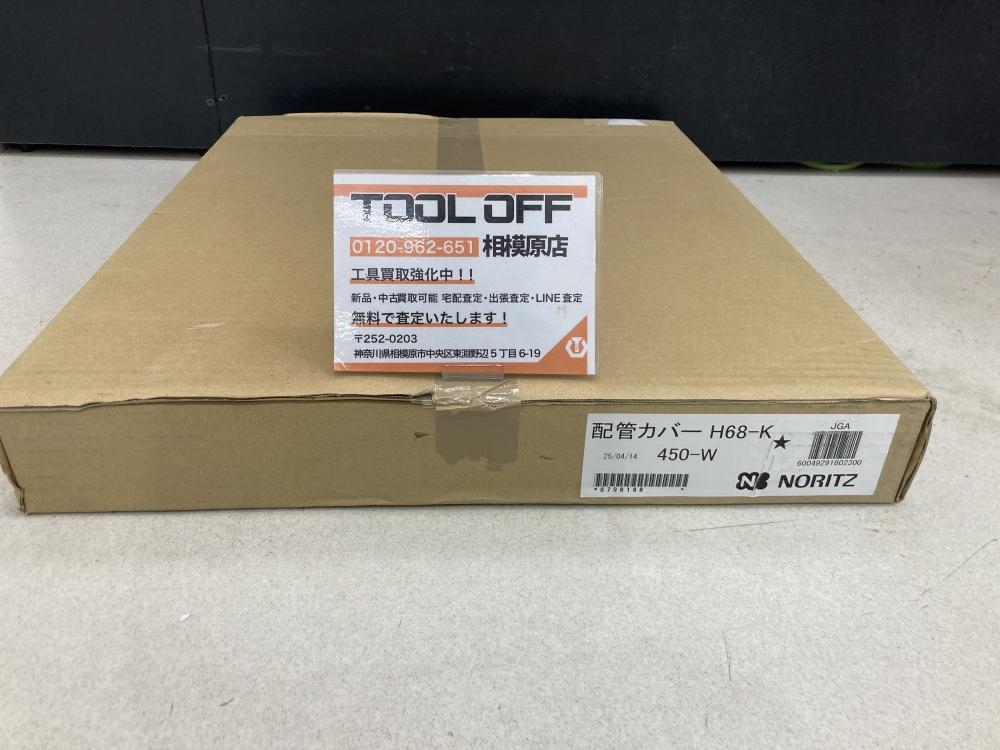 TOOL OFF
0120-962-651 相模原店
工具買取強化中！！
新品・中古買取可能 宅配査定・出張査定・LINE査定
無料で査定いたします！
〒252-0203
神奈川県相模原市中央区東淵野辺5丁目6-19
配管カバー H68-K ★
JGA
25/04/14 450-W
60049291802300
*0708188 *
NORITZ